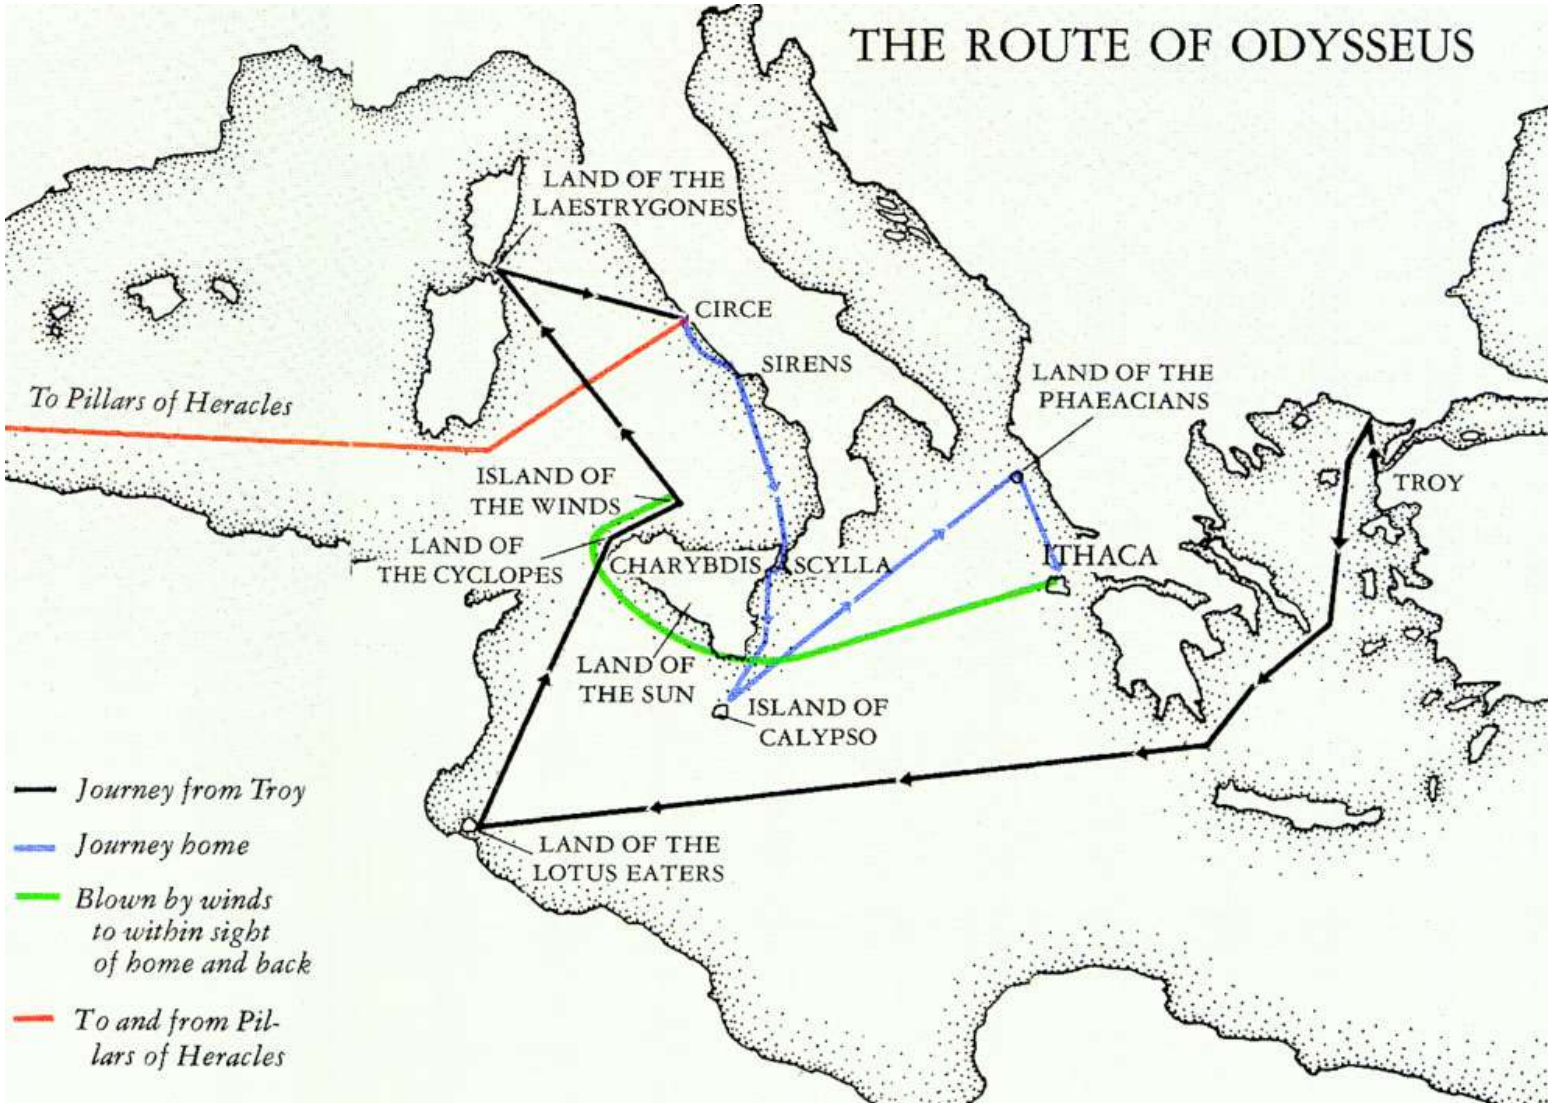 THE ROUTE OF ODYSSEUS
LAND OF THE
LAESTRYGONES
CIRCE
SIRENS
LAND OF THE
PHAEACIANS
To Pillars of Heracles
ISLAND OF
THE WINDS
TROY
LAND OF
THE CYCLOPES
CHARYBDIS
SCYLLA
ITHACA
LAND OF
THE SUN
ISLAND OF
CALYPSO
LAND OF THE
LOTUS EATERS
Journey from Troy
Journey home
Blown by winds
to within sight
of home and back
To and from Pil-
lars of Heracles